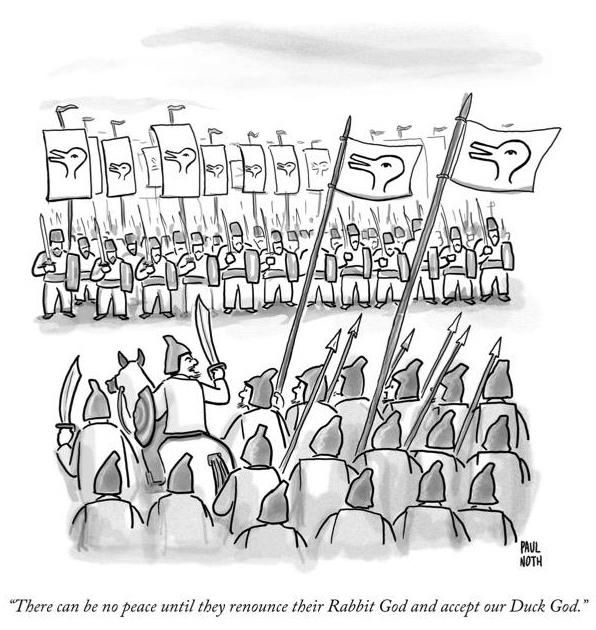 PAUL
NOTH
“There can be no peace until they renounce their Rabbit God and accept our Duck God.”